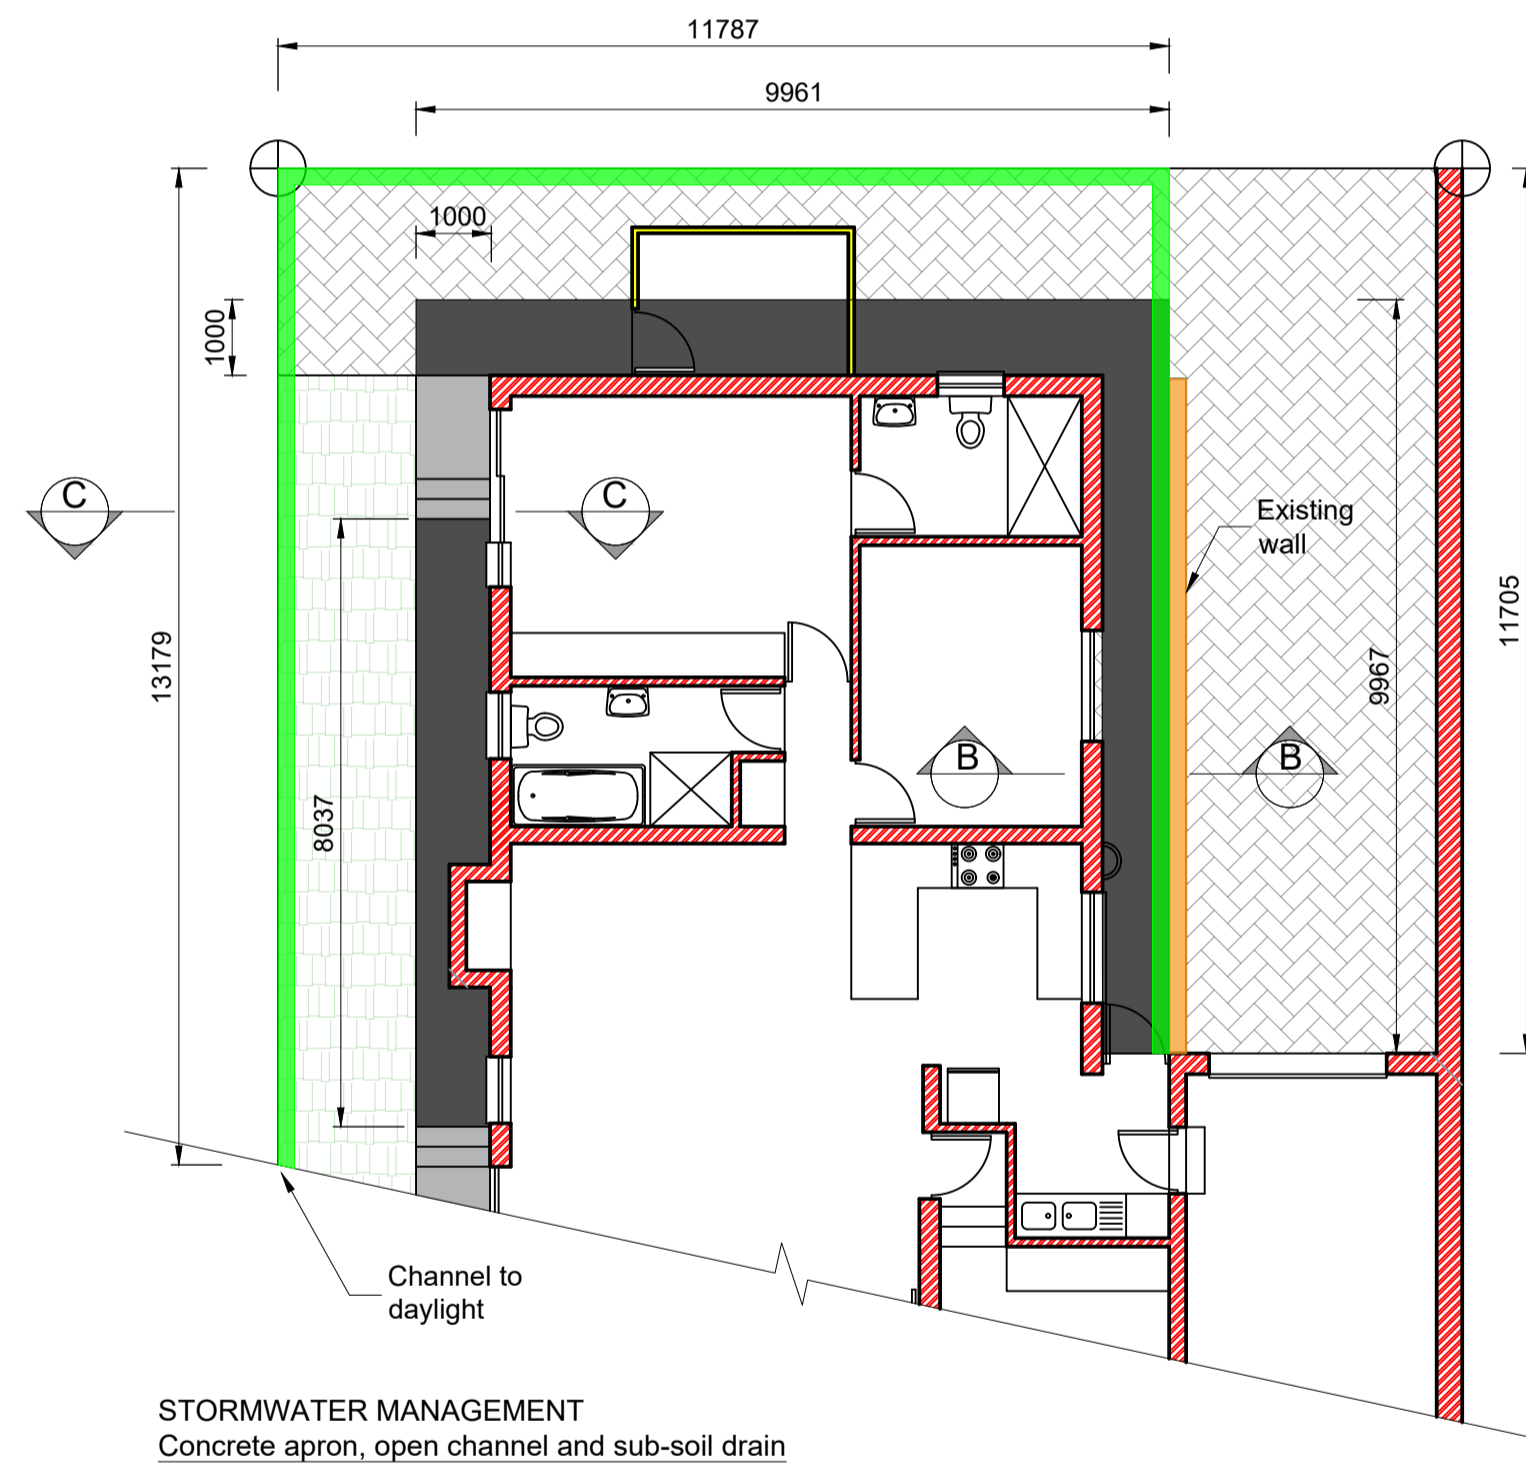 11787
9961
1000
1000
C
C
Existing
wall
13179
11705
9967
B
B
8037
Channel to
daylight
STORMWATER MANAGEMENT
Concrete apron, open channel and sub-soil drain